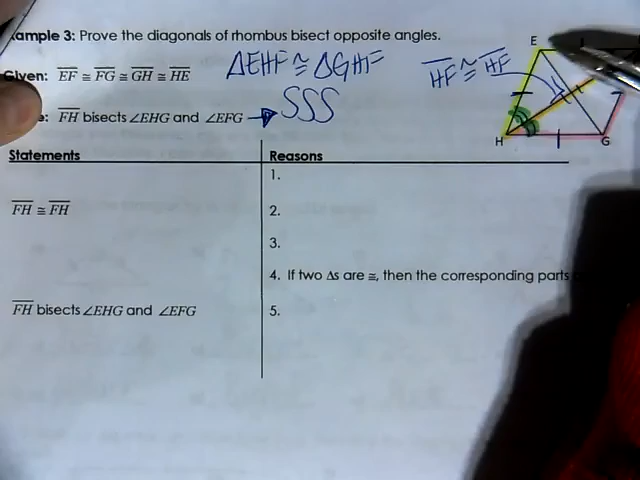 ample 3: Prove the diagonals of rhombus bisect opposite angles.
Given: EF ≅ FG ≅ GH ≅ HE
ΔEHF ≅ ΔGHF
HF ≅ HF
e: FH bisects ∠EHG and ∠EFG
SSS
E
H
G
Statements Reasons
1.
FH ≅ FH 2.
3.
4. If two Δs are ≅, then the corresponding parts
FH bisects ∠EHG and ∠EFG 5.